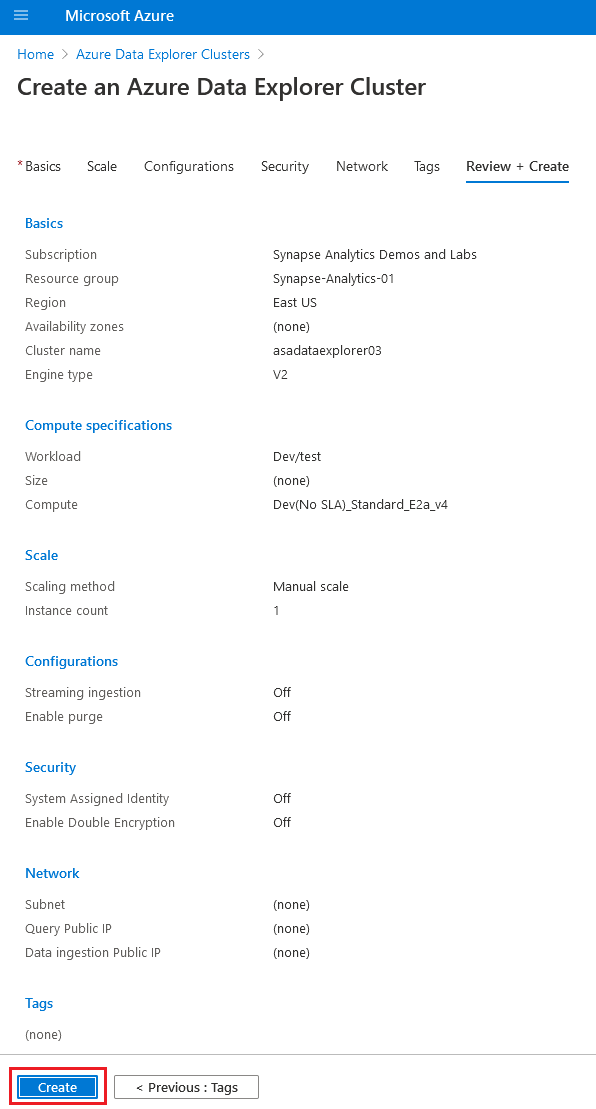 Microsoft Azure
Home > Azure Data Explorer Clusters >
Create an Azure Data Explorer Cluster
* Basics Scale Configurations Security Network Tags Review + Create
Basics
Subscription Synapse Analytics Demos and Labs
Resource group Synapse-Analytics-01
Region East US
Availability zones (none)
Cluster name asadataexplorer03
Engine type V2
Compute specifications
Workload Dev/test
Size (none)
Compute Dev(No SLA)_Standard_E2a_v4
Scale
Scaling method Manual scale
Instance count 1
Configurations
Streaming ingestion Off
Enable purge Off
Security
System Assigned Identity Off
Enable Double Encryption Off
Network
Subnet (none)
Query Public IP (none)
Data ingestion Public IP (none)
Tags
(none)
Create < Previous : Tags